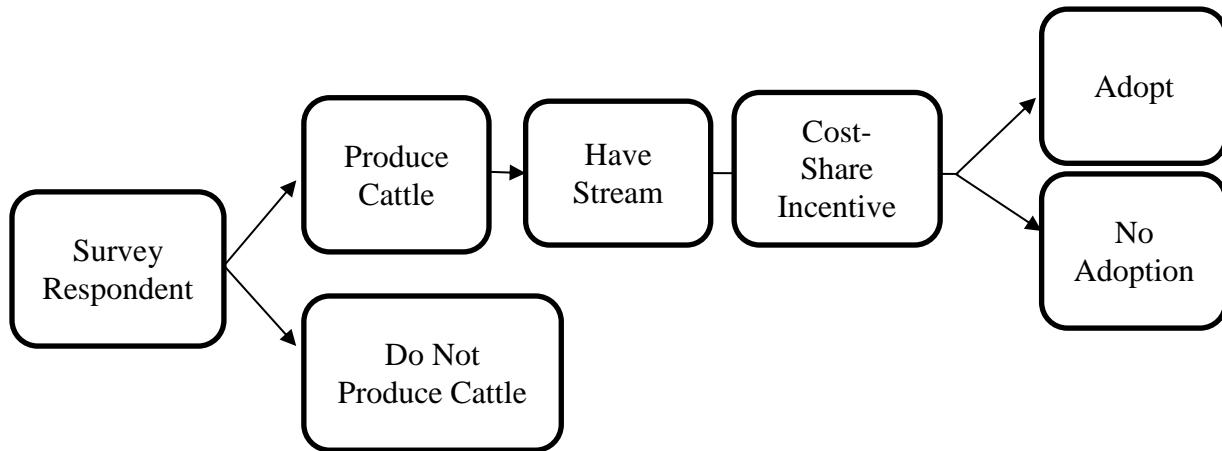 Survey
Respondent
Produce
Cattle
Do Not
Produce Cattle
Have
Stream
Cost-
Share
Incentive
Adopt
No
Adoption